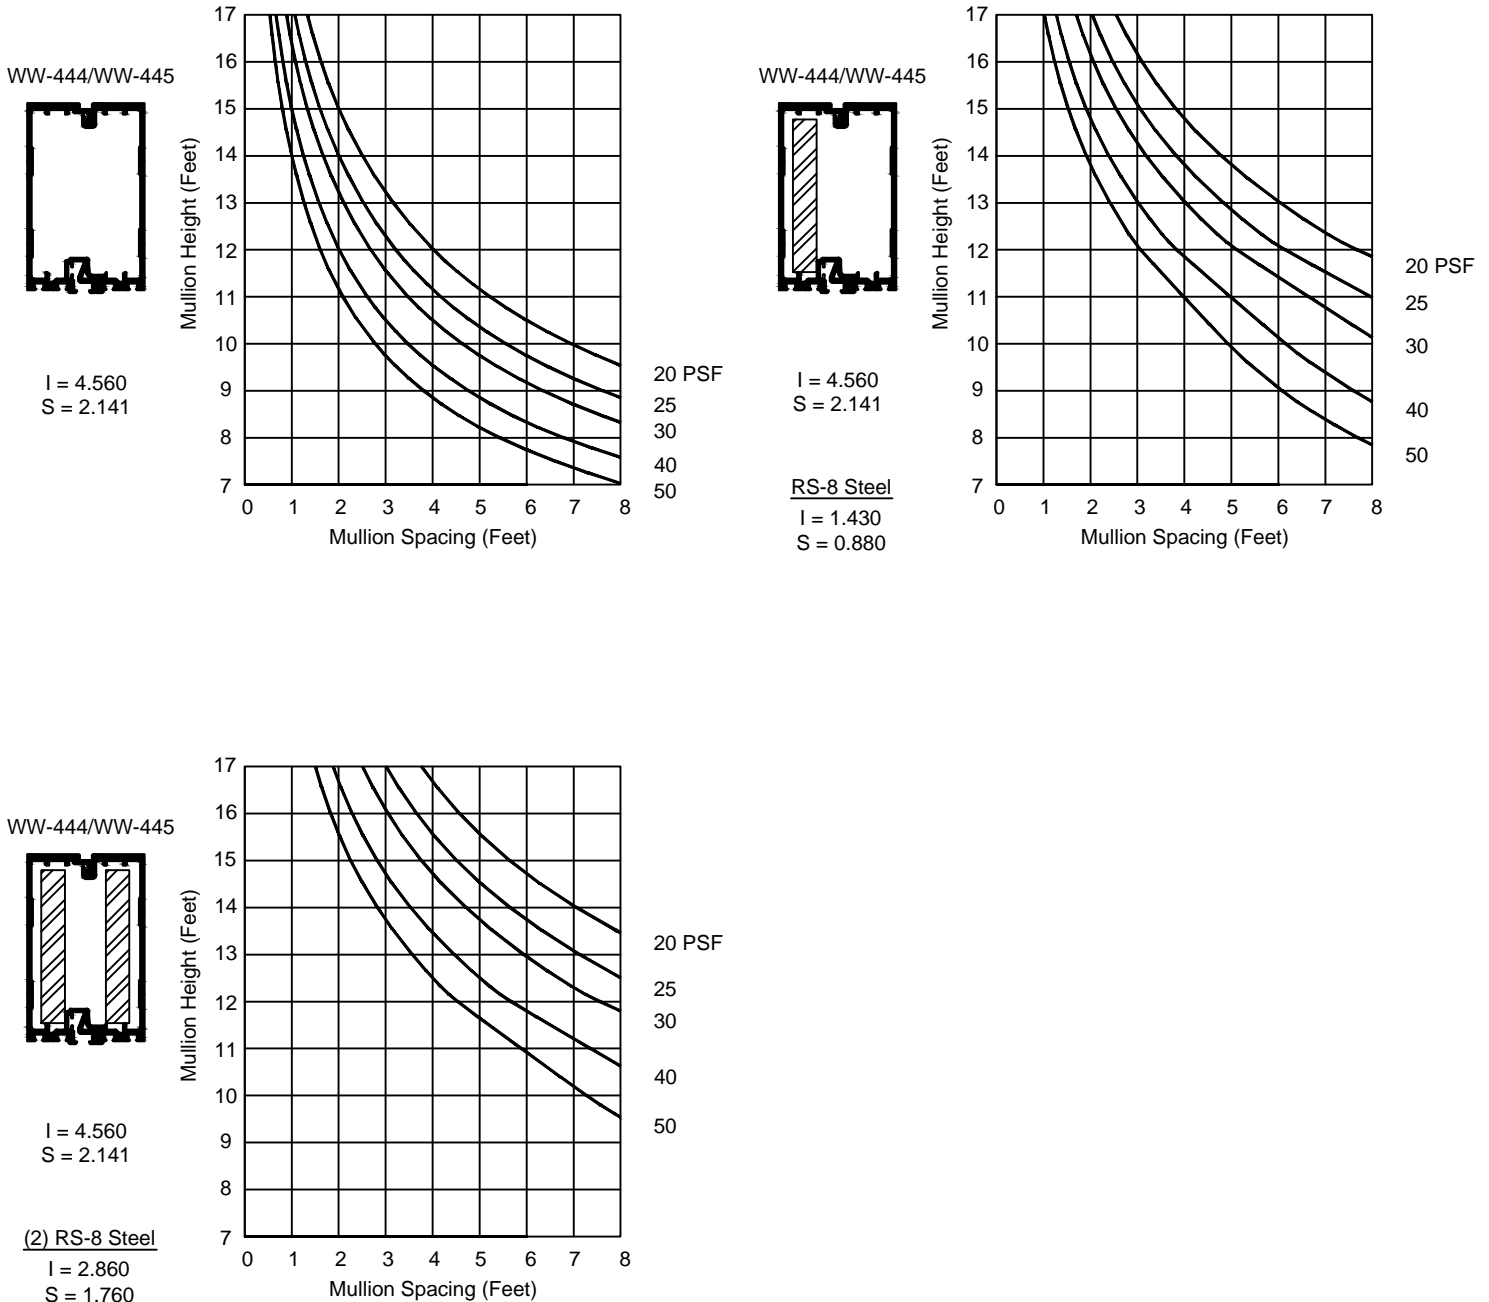 WW-444/WW-445
I = 4.560
S = 2.141
Mullion Height (Feet)
17
16
15
14
13
12
11
10
9
8
7
0 1 2 3 4 5 6 7 8
Mullion Spacing (Feet)
20 PSF
25
30
40
50
WW-444/WW-445
I = 4.560
S = 2.141
RS-8 Steel
I = 1.430
S = 0.880
Mullion Height (Feet)
17
16
15
14
13
12
11
10
9
8
7
0 1 2 3 4 5 6 7 8
Mullion Spacing (Feet)
20 PSF
25
30
40
50
WW-444/WW-445
I = 4.560
S = 2.141
(2) RS-8 Steel
I = 2.860
S = 1.760
Mullion Height (Feet)
17
16
15
14
13
12
11
10
9
8
7
0 1 2 3 4 5 6 7 8
Mullion Spacing (Feet)
20 PSF
25
30
40
50